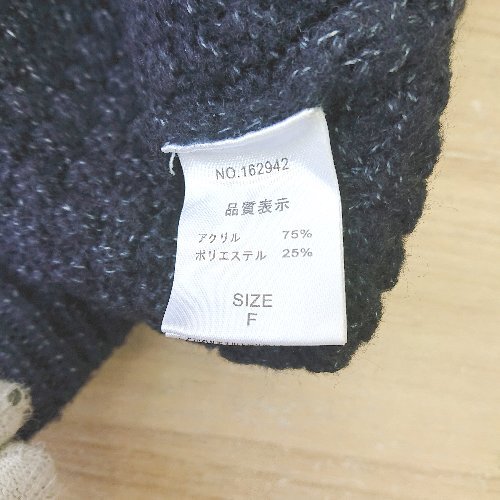 NO.162942
品質表示
アクリル 75%
ポリエステル 25%
SIZE
F